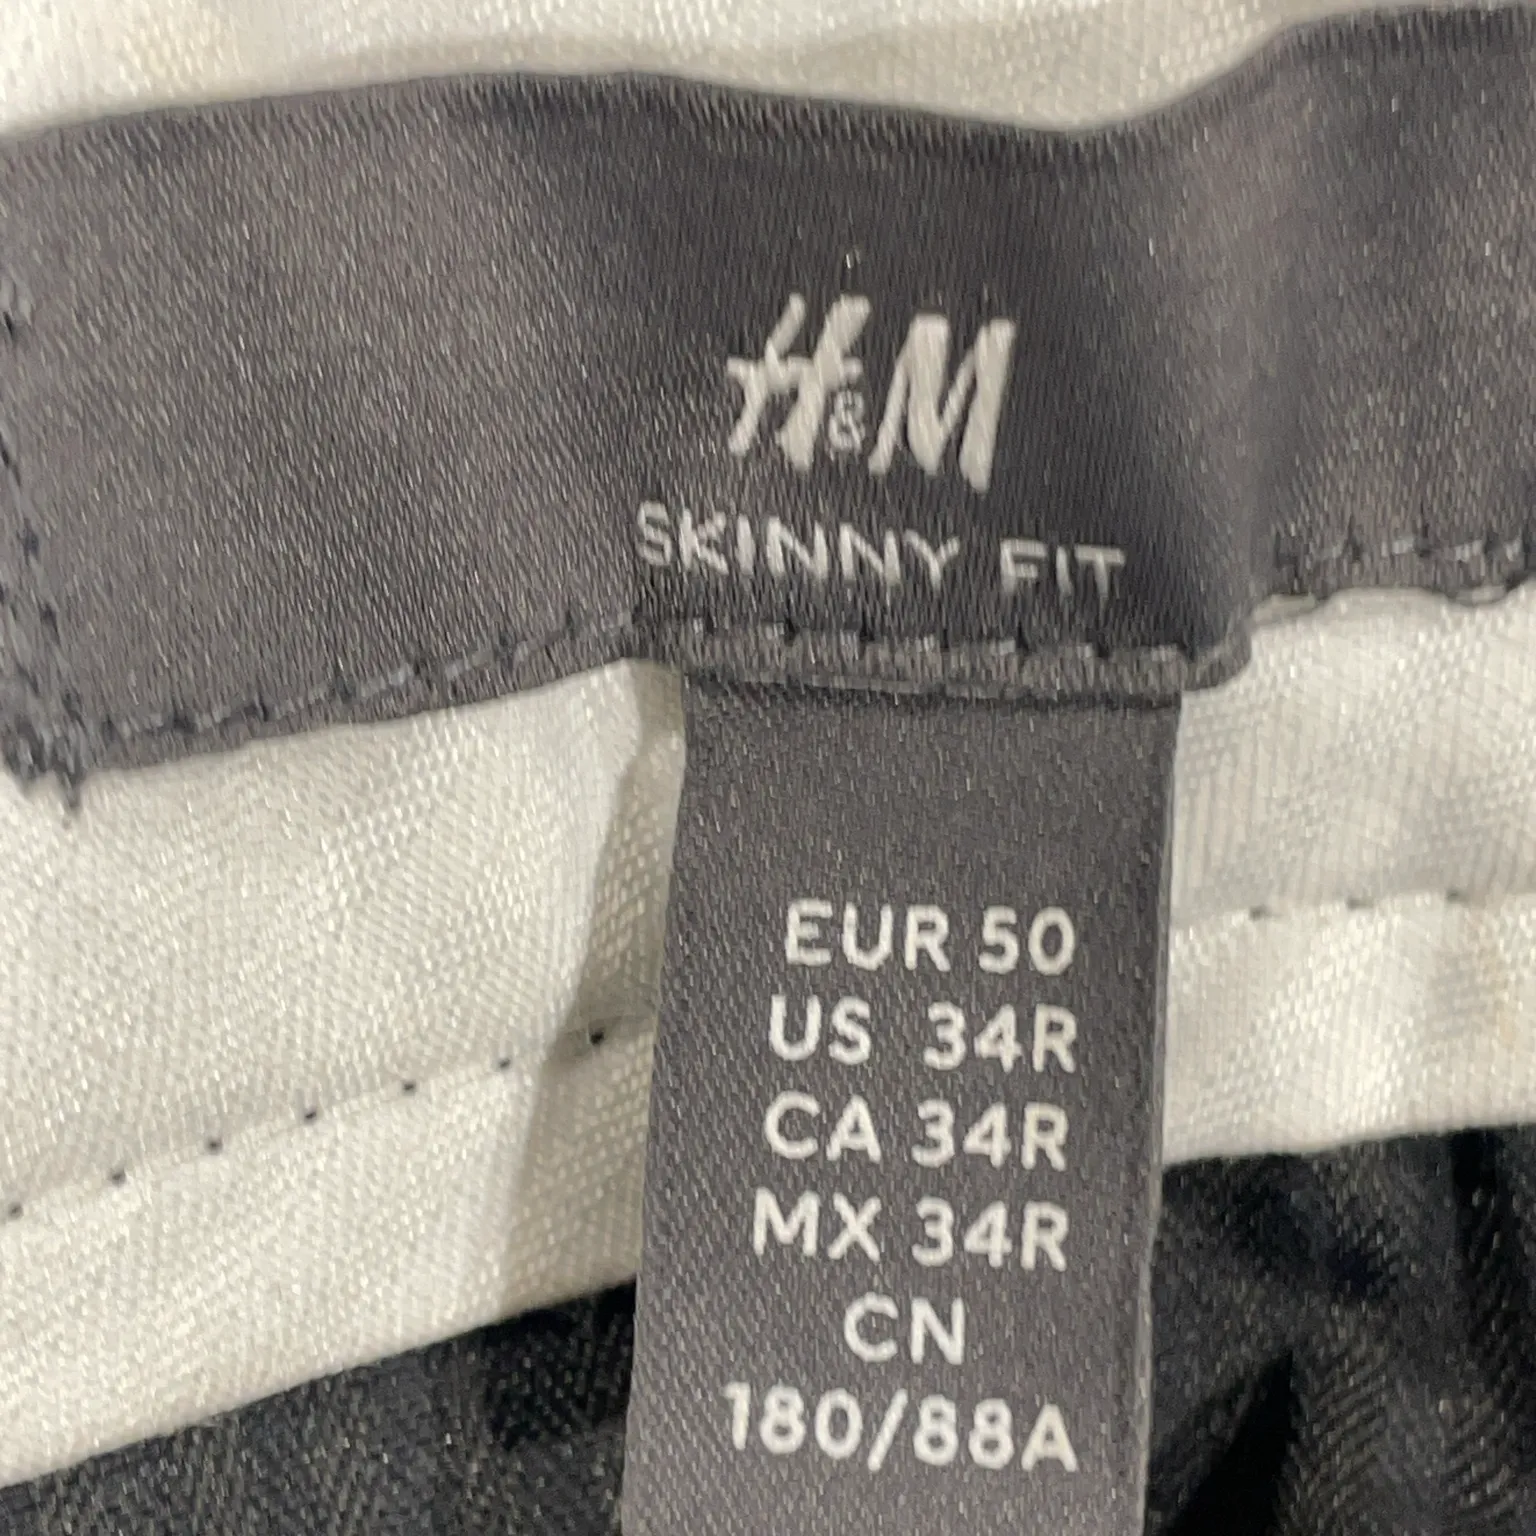 H&M
SKINNY FIT
EUR 50
US 34R
CA 34R
MX 34R
CN
180/88A